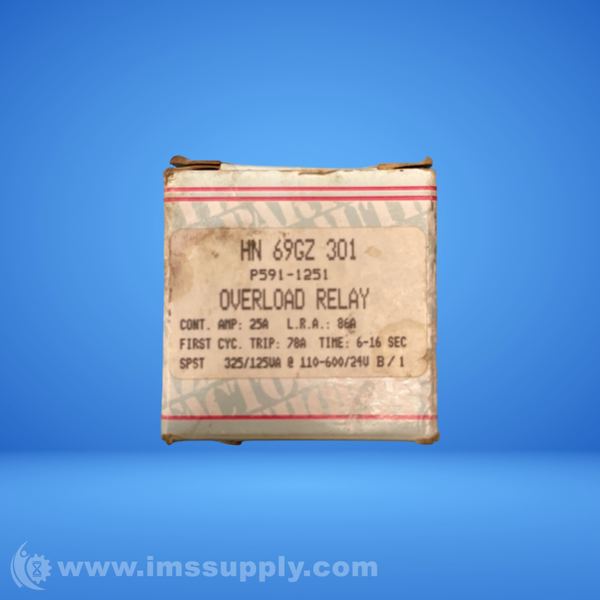 HN 69GZ 301
P591-1251
OVERLOAD RELAY
CONT. AMP: 25A L.R.A.: 86A
FIRST CYC. TRIP: 78A TIME: 6-16 SEC
SPST 325/125VA @ 110-600/24V B/1
www.imssupply.com